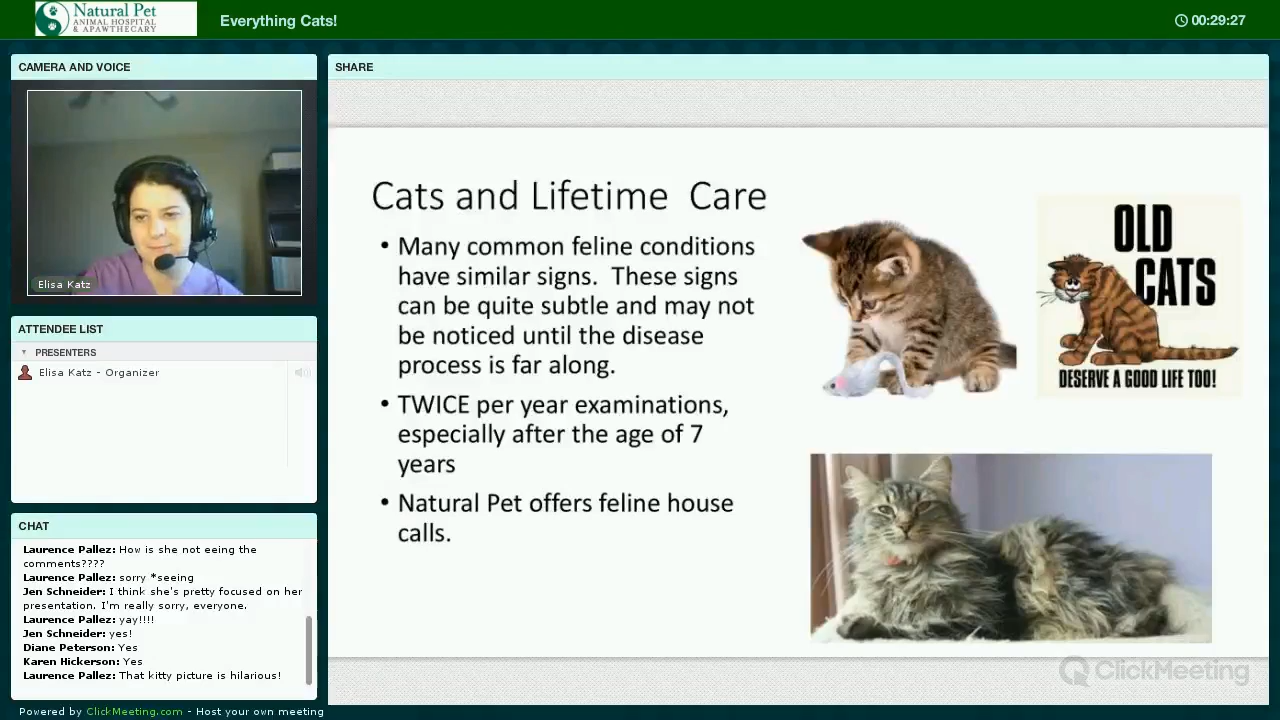 Natural Pet
ANIMAL HOSPITAL
& APAWTHECARY
Everything Cats!
00:29:27
CAMERA AND VOICE
Elisa Katz
ATTENDEE LIST
PRESENTERS
Elisa Katz - Organizer
CHAT
Laurence Pallez: How is she not eeing the
comments????
Laurence Pallez: sorry *seeing
Jen Schneider: I think she's pretty focused on her
presentation. I'm really sorry, everyone.
Laurence Pallez: yay!!!!
Jen Schneider: yes!
Diane Peterson: Yes
Karen Hickerson: Yes
Laurence Pallez: That kitty picture is hilarious!
Powered by ClickMeeting.com - Host your own meeting
SHARE
Cats and Lifetime Care
• Many common feline conditions
have similar signs. These signs
can be quite subtle and may not
be noticed until the disease
process is far along.
• TWICE per year examinations,
especially after the age of 7
years
• Natural Pet offers feline house
calls.
OLD
CATS
DESERVE A GOOD LIFE TOO!
ClickMeeting